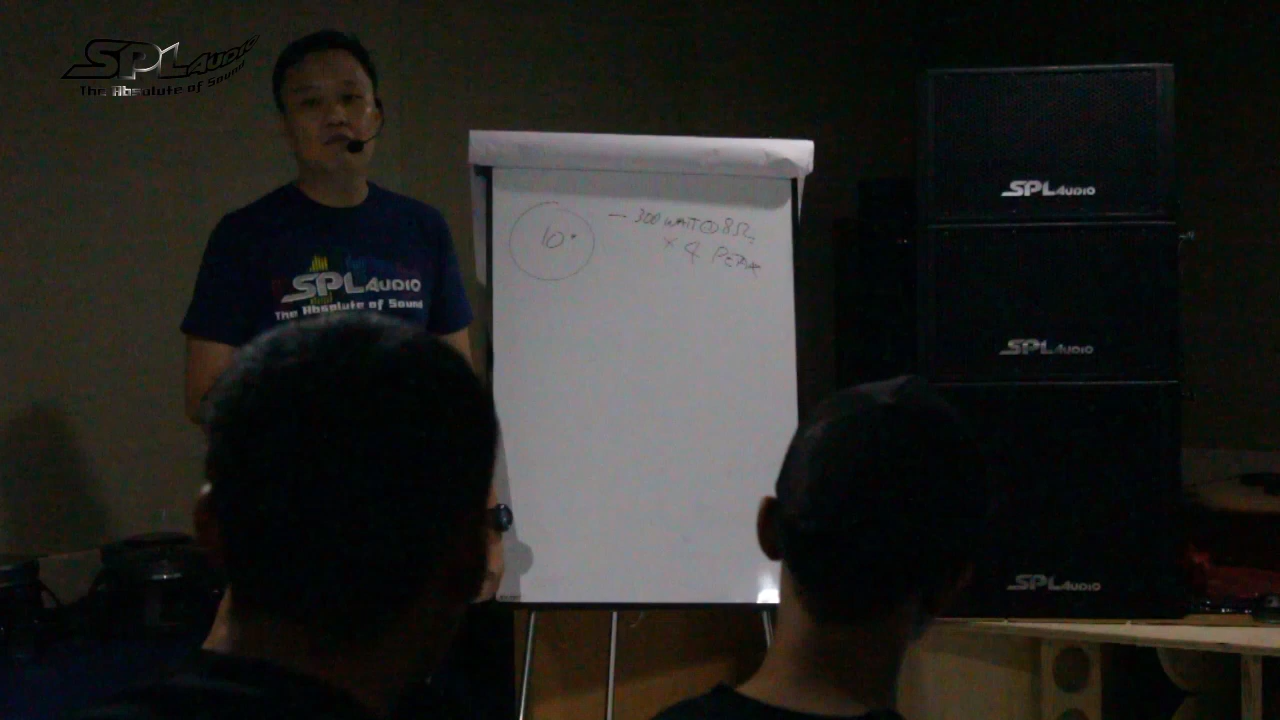 SPL AUDIO
The Absolute of Sound
SPL AUDIO
The Absolute of Sound
10"
- 300 WATT @ 8Ω
x 4 PEAK
SPL AUDIO
SPL AUDIO
SPL AUDIO